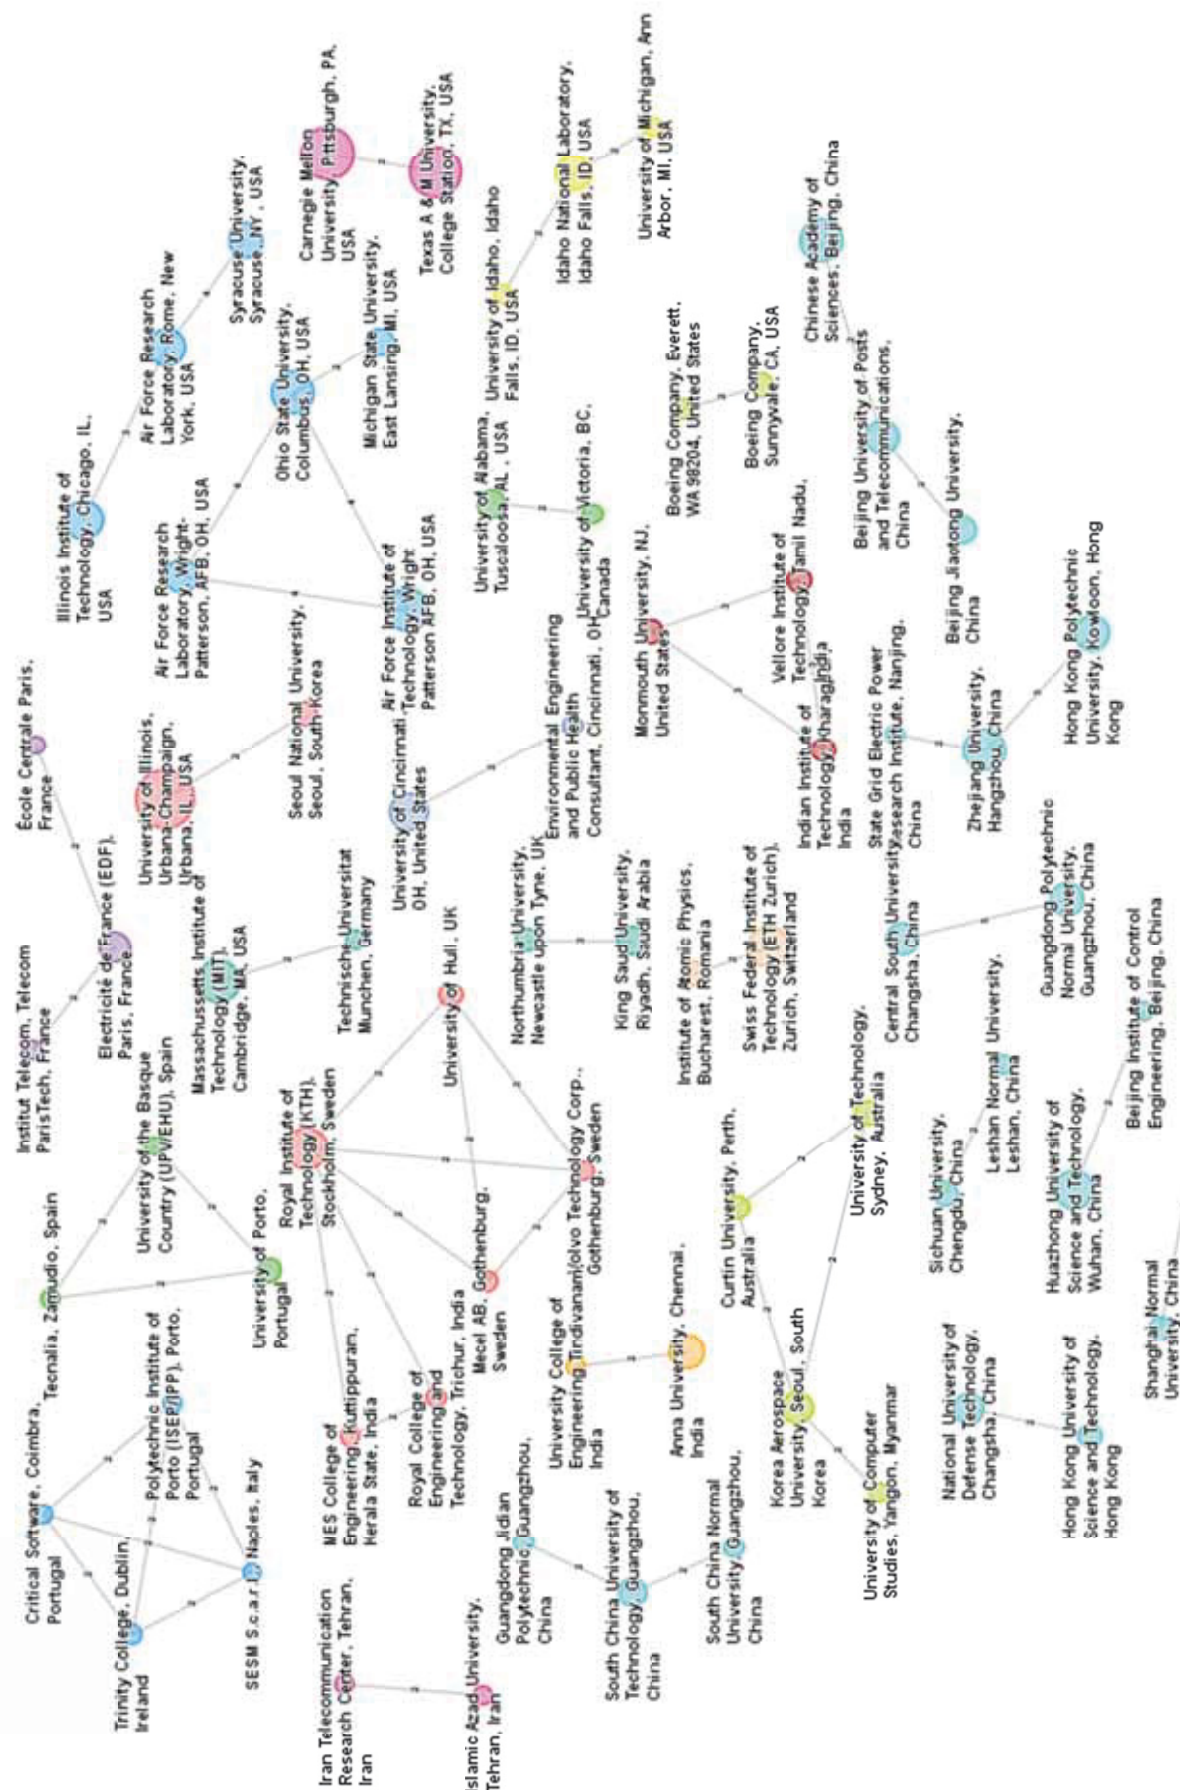 Critical Software, Coimbra,
Portugal
Trinity College, Dublin,
Ireland
Polytechnic Institute of
Porto (ISEP/IPP), Porto,
Portugal
SESM S.c.a.r.l., Naples, Italy
Tecnalia, Zamudio, Spain
University of the Basque
Country (UPV/EHU), Spain
University of Porto,
Portugal
Institut Telecom, Telecom
ParisTech, France
Electricité de France (EDF),
Paris, France
École Centrale Paris,
France
Massachusetts Institute of
Technology (MIT),
Cambridge, MA, USA
Technische Universitat
Munchen, Germany
University of Illinois,
Urbana-Champaign,
Urbana, IL, USA
Seoul National University,
Seoul, South Korea
Illinois Institute of
Technology, Chicago, IL,
USA
Air Force Research
Laboratory, Rome, New
York, USA
Syracuse University,
Syracuse, NY, USA
Air Force Research
Laboratory, Wright-
Patterson, AFB, OH, USA
Ohio State University,
Columbus, OH, USA
Michigan State University,
East Lansing, MI, USA
Air Force Institute of
Technology, Wright
Patterson AFB, OH, USA
Carnegie Mellon
University, Pittsburgh, PA,
USA
Texas A & M University,
College Station, TX, USA
Iran Telecommunication
Research Center, Tehran,
Iran
Islamic Azad University,
Tehran, Iran
MES College of
Engineering, Kuttippuran,
Herala State, India
Royal College of
Engineering and
Technology, Trichur, India
Royal Institute of
Technology (KTH),
Stockholm, Sweden
University of Hull, UK
Mecel AB, Gothenburg,
Sweden
Volvo Technology Corp.,
Gothenburg, Sweden
University of Cincinnati,
OH, United States
Environmental Engineering
and Public Health
Consultant, Cincinnati, OH,
University of Alabama,
Tuscaloosa, AL, USA
University of Victoria, BC,
Canada
University of Idaho, Idaho
Falls, ID, USA
Idaho National Laboratory,
Idaho Falls, ID, USA
University of Michigan, Ann
Arbor, MI, USA
Guangdong Jidian
Polytechnic, Guangzhou,
China
South China University of
Technology, Guangzhou,
China
South China Normal
University, Guangzhou,
China
University College of
Engineering Tindivanam,
India
Anna University, Chennai,
India
Northumbria University,
Newcastle upon Tyne, UK
King Saud University,
Riyadh, Saudi Arabia
Institute of Atomic Physics,
Bucharest, Romania
Swiss Federal Institute of
Technology (ETH Zurich),
Zurich, Switzerland
Monmouth University, NJ,
United States
Vellore Institute of
Technology, Tamil Nadu,
India
Indian Institute of
Technology, Kharag,
India
Boeing Company, Everett,
WA 98204, United States
Boeing Company,
Sunnyvale, CA, USA
Curtin University, Perth,
Australia
University of Technology,
Sydney, Australia
Korea Aerospace
University, Seoul, South
Korea
University of Computer
Studies, Yangon, Myanmar
Chinese Academy of
Sciences, Beijing, China
Beijing University of Posts
and Telecommunications,
China
Beijing Jiaotong University,
China
State Grid Electric Power
Research Institute, Nanjing,
China
Zhejiang University,
Hangzhou, China
Hong Kong Polytechnic
University, Kowloon, Hong
Kong
Central South University,
Changsha, China
Guangdong Polytechnic
Normal University,
Guangzhou, China
Sichuan University,
Chengdu, China
Leshan Normal University,
Leshan, China
Huazhong University of
Science and Technology,
Wuhan, China
Beijing Institute of Control
Engineering, Beijing, China
National University of
Defense Technology,
Changsha, China
Hong Kong University of
Science and Technology,
Hong Kong
Shanghai Normal
University, China